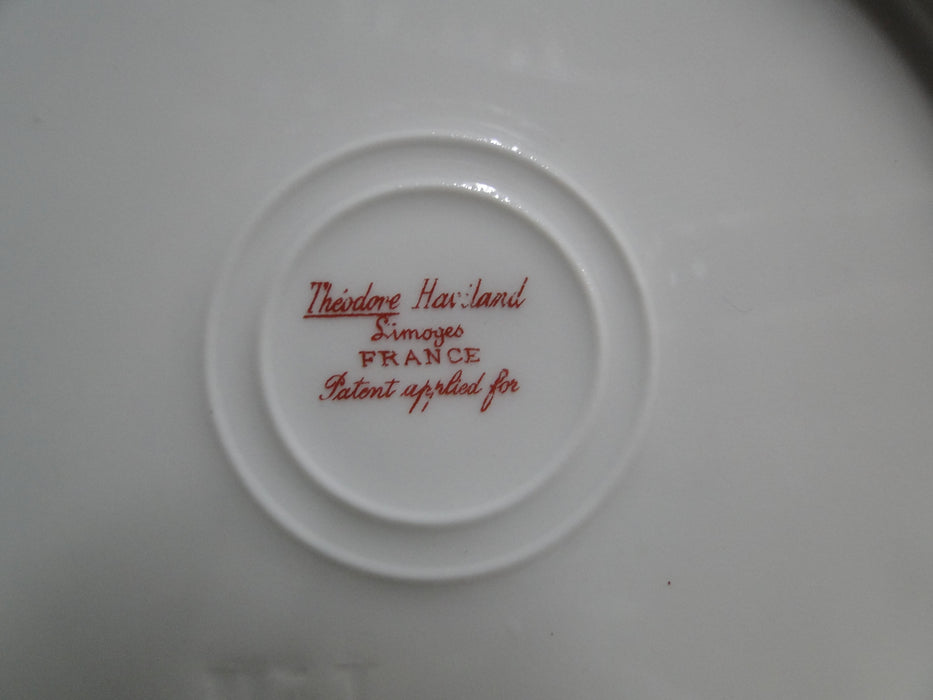 Théodore Haviland
Limoges
FRANCE
Patent applied for